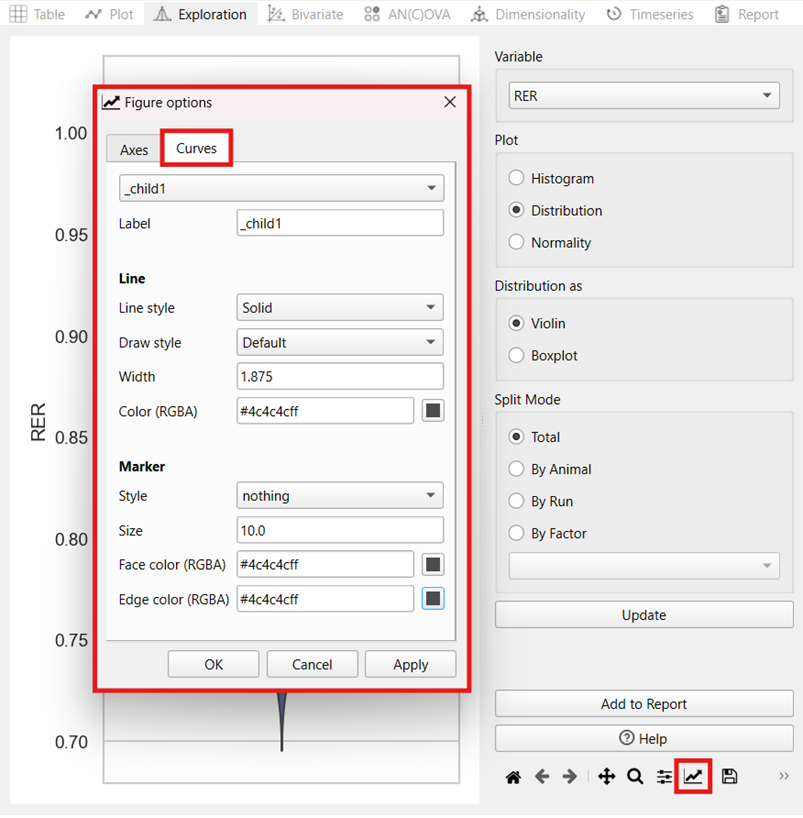 Table Plot Exploration Bivariate AN(C)OVA Dimensionality Timeseries Report
Variable
RER
Plot
Histogram
Distribution
Normality
Distribution as
Violin
Boxplot
Split Mode
Total
By Animal
By Run
By Factor
Update
Add to Report
Help
RER
1.00
0.95
0.90
0.85
0.80
0.75
0.70
Figure options
Axes Curves
_child1
Label _child1
Line
Line style Solid
Draw style Default
Width 1.875
Color (RGBA) #4c4c4cff
Marker
Style nothing
Size 10.0
Face color (RGBA) #4c4c4cff
Edge color (RGBA) #4c4c4cff
OK Cancel Apply